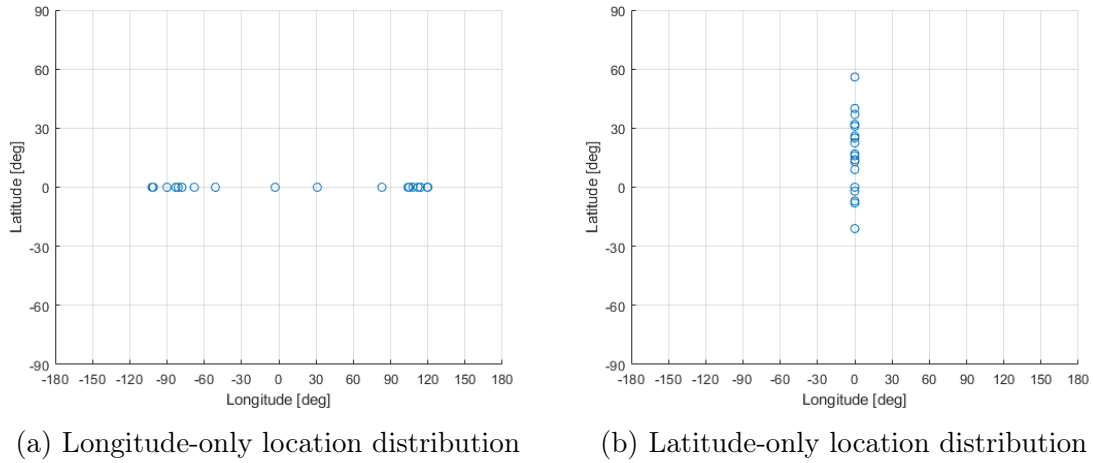 90
60
30
0
-30
-60
-90
Latitude [deg]
-180 -150 -120 -90 -60 -30 0 30 60 90 120 150 180
Longitude [deg]
(a) Longitude-only location distribution
90
60
30
0
-30
-60
-90
Latitude [deg]
-180 -150 -120 -90 -60 -30 0 30 60 90 120 150 180
Longitude [deg]
(b) Latitude-only location distribution